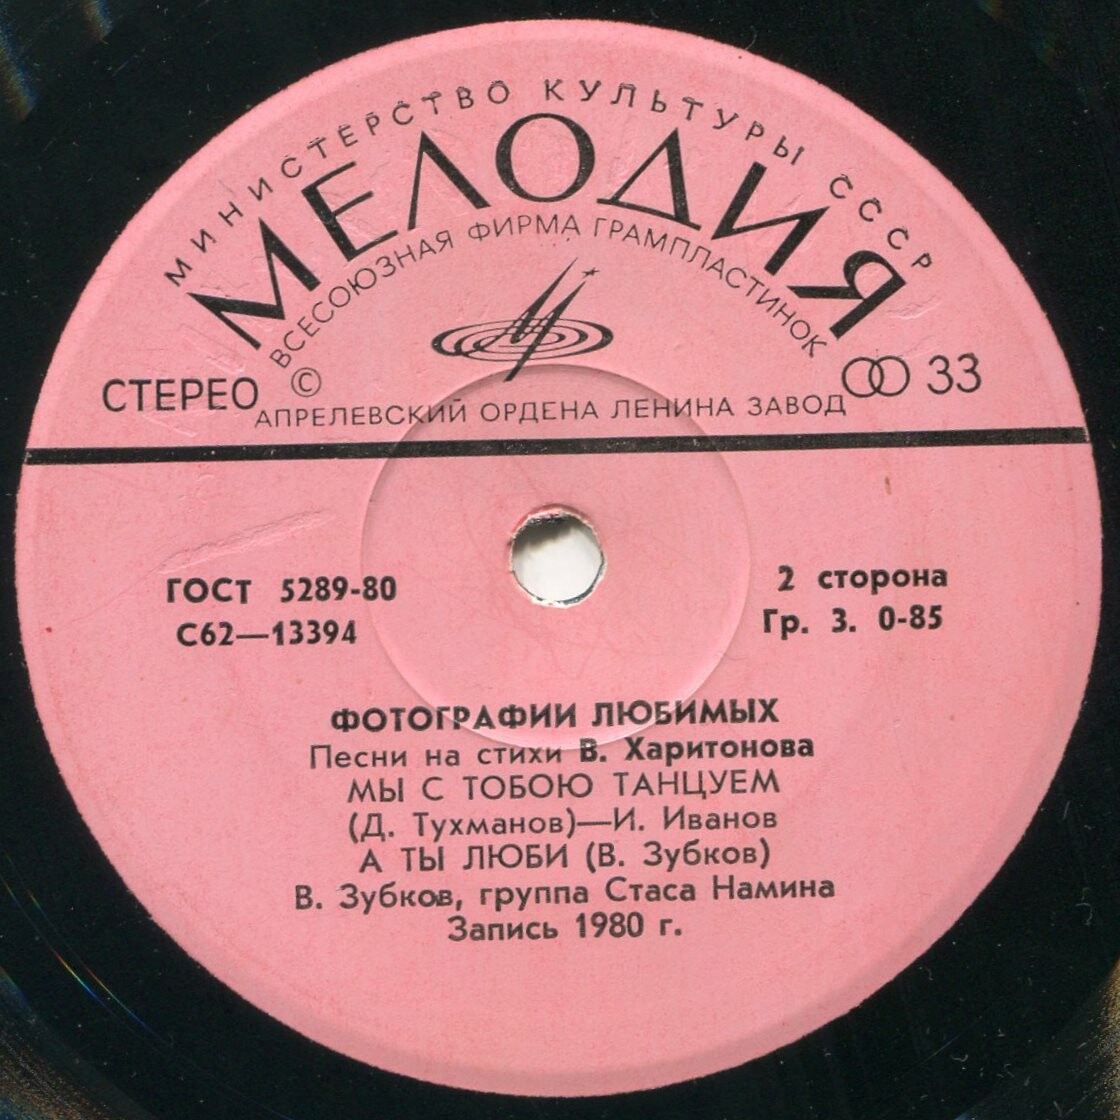 МИНИСТЕРСТВО КУЛЬТУРЫ СССР
МЕЛОДИЯ
ВСЕСОЮЗНАЯ ФИРМА ГРАМПЛАСТИНОК
СТЕРЕО © 33
АПРЕЛЕВСКИЙ ОРДЕНА ЛЕНИНА ЗАВОД
ГОСТ 5289-80
С62—13394
2 сторона
Гр. 3. 0-85
ФОТОГРАФИИ ЛЮБИМЫХ
Песни на стихи В. Харитонова
МЫ С ТОБОЮ ТАНЦУЕМ
(Д. Тухманов)—И. Иванов
А ТЫ ЛЮБИ (В. Зубков)
В. Зубков, группа Стаса Намина
Запись 1980 г.